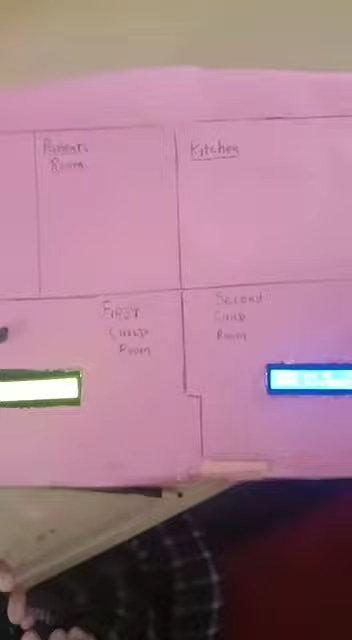 Parents
Room
Kitchen
First
Child
Room
Second
Child
Room